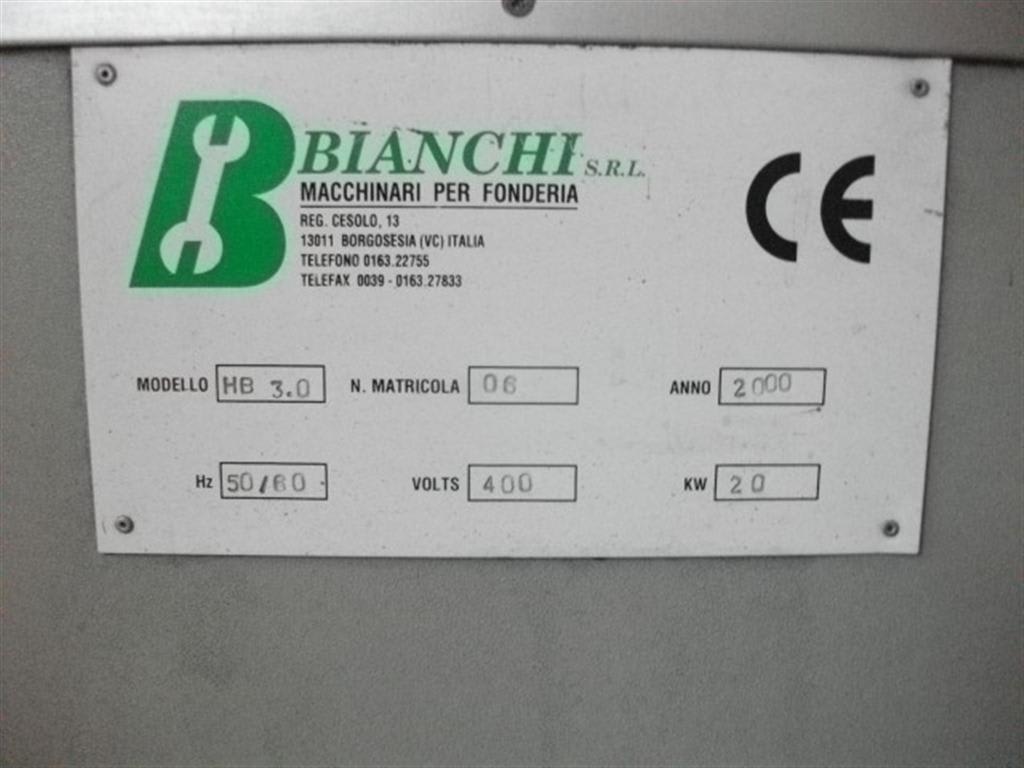 B BIANCHI S.R.L.
MACCHINARI PER FONDERIA
REG. CESOLO, 13
13011 BORGOSESIA (VC) ITALIA
TELEFONO 0163.22755
TELEFAX 0039 - 0163.27833
CE
MODELLO HB 3.0 N. MATRICOLA 06 ANNO 2000
Hz 50/60 VOLTS 400 KW 20